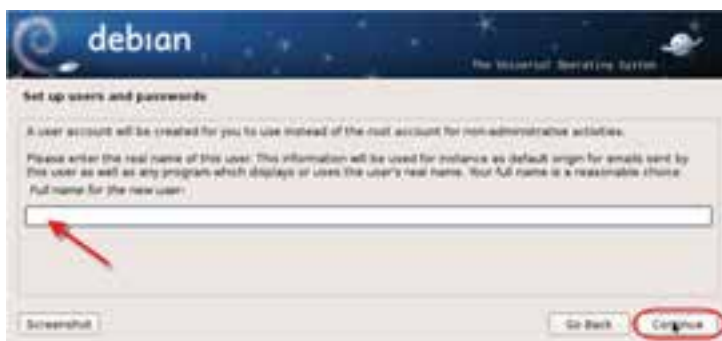 debian
The Universal Operating System
Set up users and passwords
A user account will be created for you to use instead of the root account for non-administrative activities.
Please enter the real name of this user. This information will be used for instance as default origin for emails sent by
this user as well as any program which displays or uses the user's real name. Your full name is a reasonable choice.
Full name for the new user:
Screenshot
Go Back
Continue